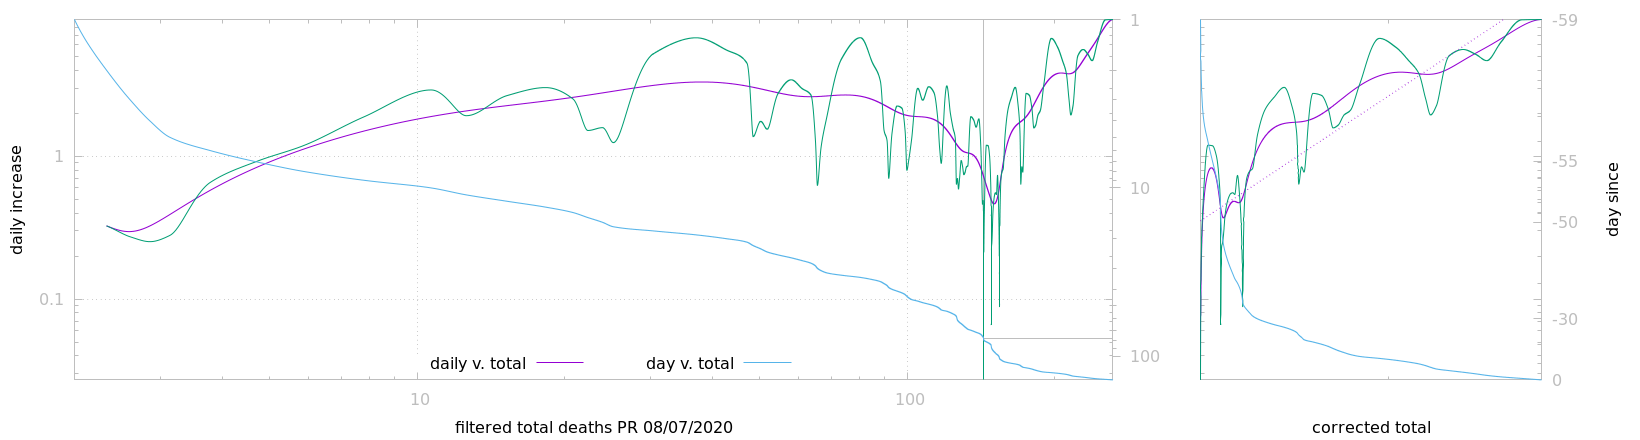 daily increase
1
0.1
10
100
filtered total deaths PR 08/07/2020
daily v. total
day v. total
1
10
100
corrected total
-59
-55
-50
-30
0
day since